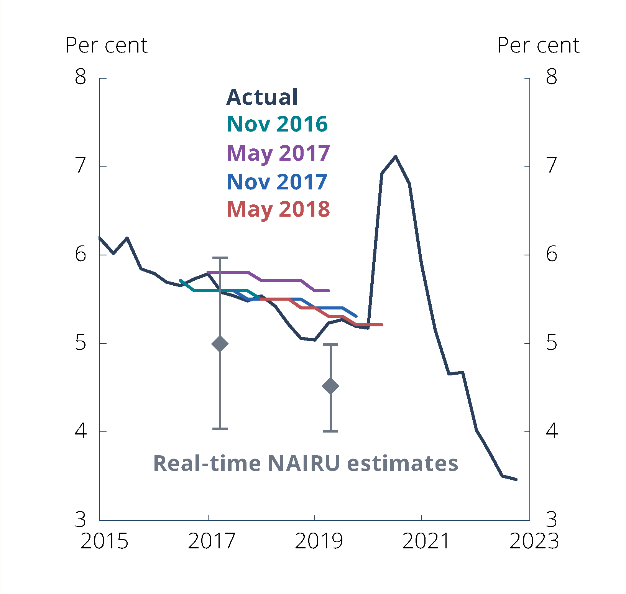 Per cent Per cent
8 8
Actual
Nov 2016
May 2017
Nov 2017
May 2018
7 7
6 6
5 5
4 4
Real-time NAIRU estimates
3 3
2015 2017 2019 2021 2023